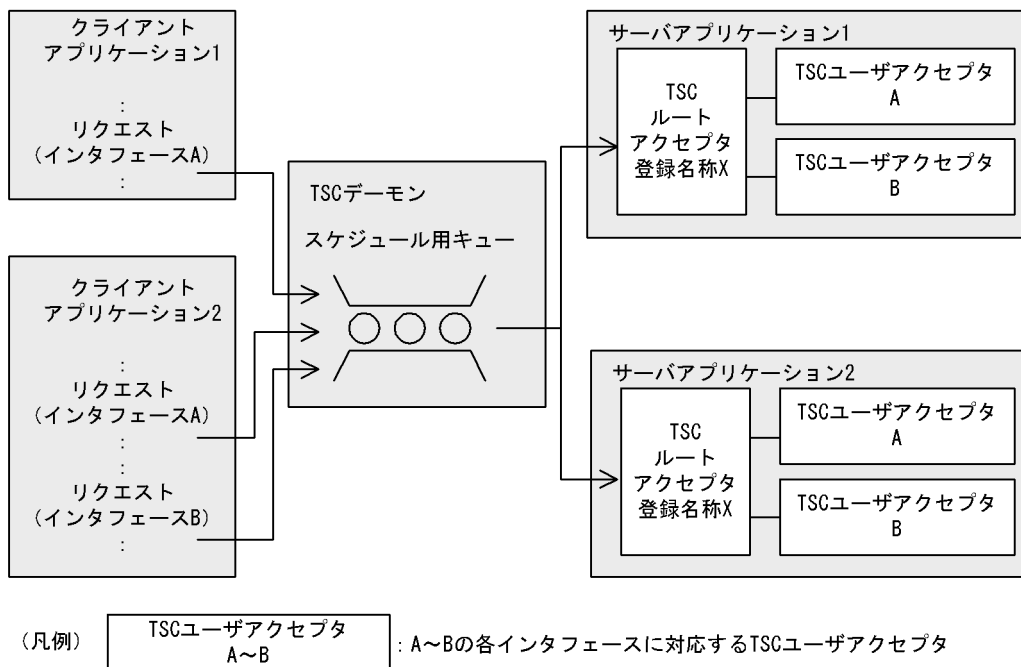 クライアント
アプリケーション1
:
リクエスト
(インタフェースA)
:
クライアント
アプリケーション2
:
リクエスト
(インタフェースA)
:
:
リクエスト
(インタフェースB)
:
TSCデーモン
スケジュール用キュー
サーバアプリケーション1
TSC
ルート
アクセプタ
登録名称X
TSCユーザアクセプタ
A
TSCユーザアクセプタ
B
サーバアプリケーション2
TSC
ルート
アクセプタ
登録名称X
TSCユーザアクセプタ
A
TSCユーザアクセプタ
B
(凡例)
TSCユーザアクセプタ
A～B
:A～Bの各インタフェースに対応するTSCユーザアクセプタ